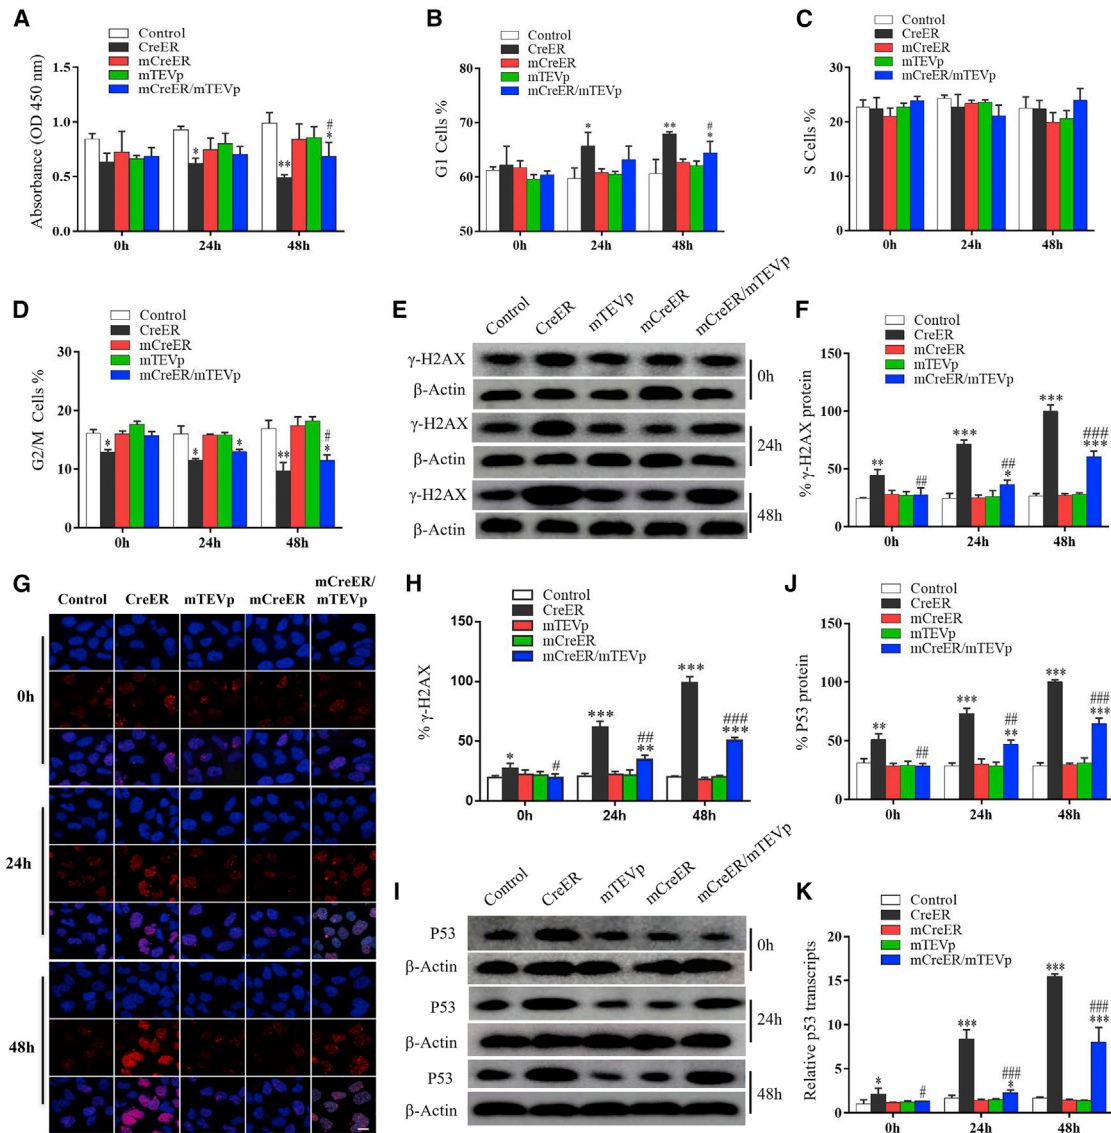 A
Control
CreER
mCreER
mTEVp
mCreER/mTEVp
Absorbance (OD 450 nm)
1.5
1.0
0.5
0.0
* ** # *
0h 24h 48h
B
Control
CreER
mCreER
mTEVp
mCreER/mTEVp
G1 Cells %
80
70
60
50
* ** # *
0h 24h 48h
C
Control
CreER
mCreER
mTEVp
mCreER/mTEVp
S Cells %
30
20
10
0
0h 24h 48h
D
Control
CreER
mCreER
mTEVp
mCreER/mTEVp
G2/M Cells %
30
20
10
0
* * * ** # *
0h 24h 48h
E
Control CreER mTEVp mCreER mCreER/mTEVp
γ-H2AX
β-Actin
0h
γ-H2AX
β-Actin
24h
γ-H2AX
β-Actin
48h
F
Control
CreER
mCreER
mTEVp
mCreER/mTEVp
% γ-H2AX protein
150
100
50
0
** ## *** ## * *** ### ***
0h 24h 48h
G
Control CreER mTEVp mCreER mCreER/
mTEVp
0h
24h
48h
H
Control
CreER
mTEVp
mCreER
mCreER/mTEVp
% γ-H2AX
150
100
50
0
* # *** ## ** *** ### ***
0h 24h 48h
I
Control CreER mTEVp mCreER mCreER/mTEVp
P53
β-Actin
0h
P53
β-Actin
24h
P53
β-Actin
48h
J
Control
CreER
mCreER
mTEVp
mCreER/mTEVp
% P53 protein
150
100
50
0
** ## *** ## ** *** ### ***
0h 24h 48h
K
Control
CreER
mCreER
mTEVp
mCreER/mTEVp
Relative p53 transcripts
20
15
10
5
0
* # *** ### * *** ### ***
0h 24h 48h